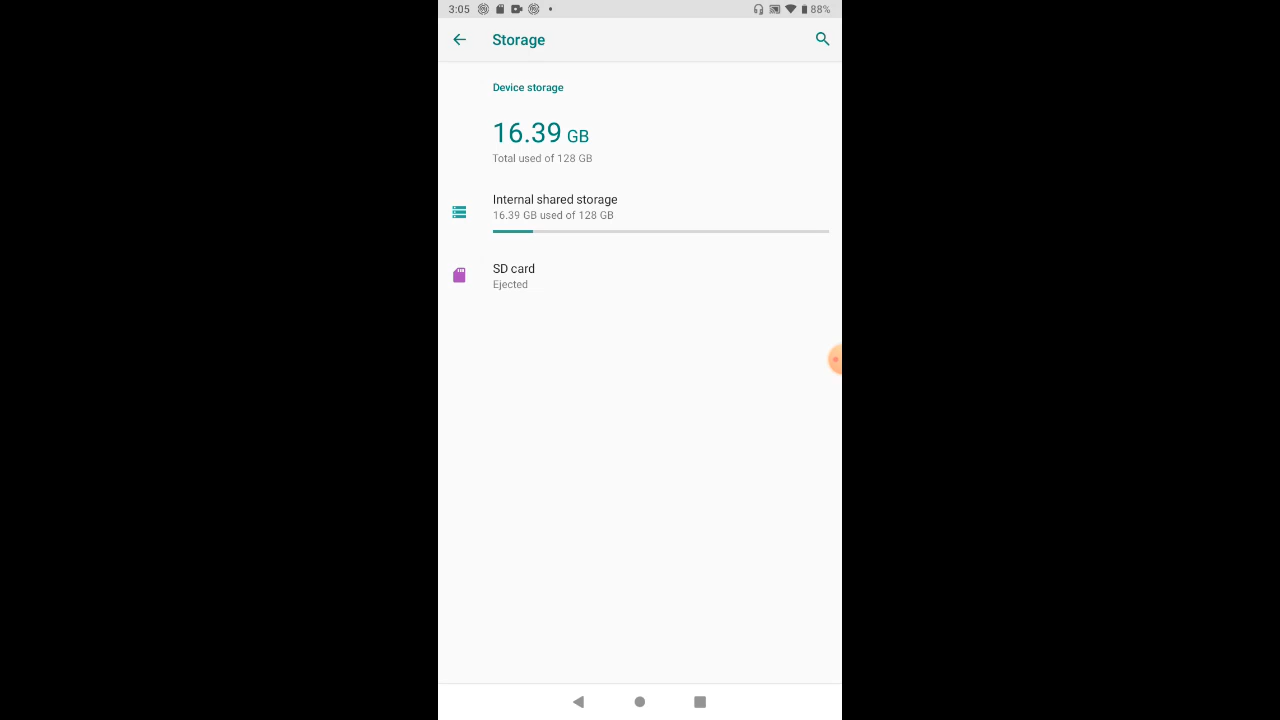 3:05
88%
Storage
Device storage
16.39 GB
Total used of 128 GB
Internal shared storage
16.39 GB used of 128 GB
SD card
Ejected